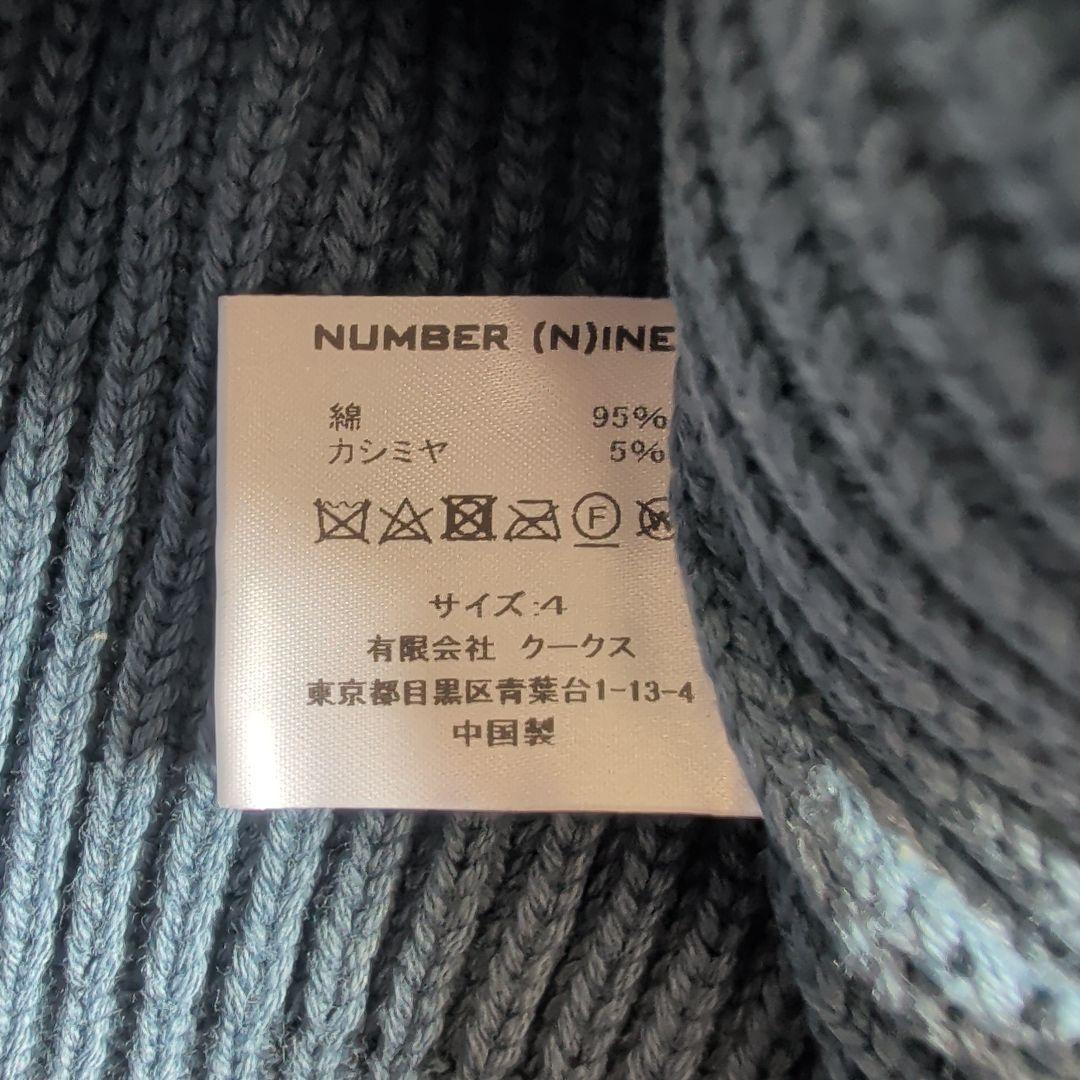 NUMBER (N)INE
綿 95%
カシミヤ 5%
F
サイズ:4
有限会社 クークス
東京都目黒区青葉台1-13-4
中国製